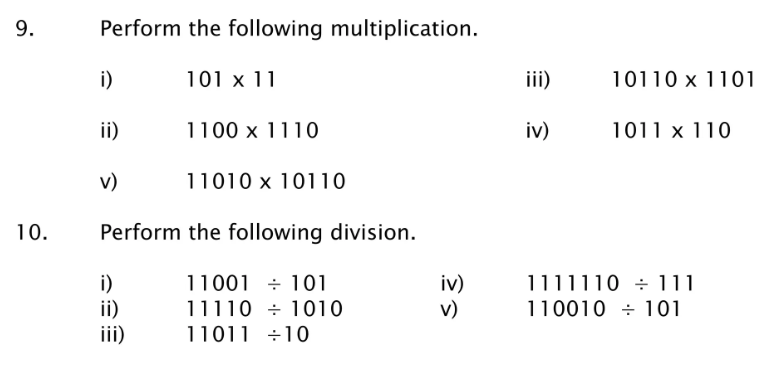 9. Perform the following multiplication.
i) 101 x 11 iii) 10110 x 1101
ii) 1100 x 1110 iv) 1011 x 110
v) 11010 x 10110
10. Perform the following division.
i) 11001 ÷ 101 iv) 1111110 ÷ 111
ii) 11110 ÷ 1010 v) 110010 ÷ 101
iii) 11011 ÷10